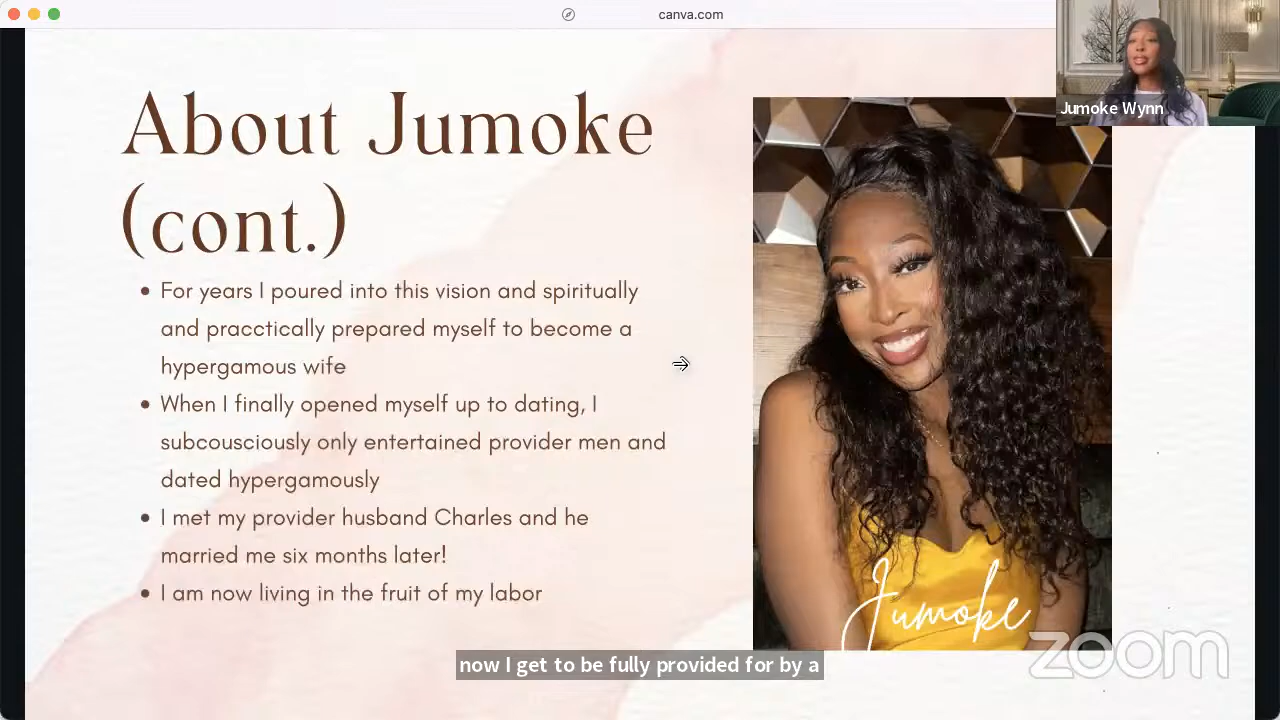 canva.com
Jumoke Wynn
About Jumoke
(cont.)
For years I poured into this vision and spiritually
and pracctically prepared myself to become a
hypergamous wife
When I finally opened myself up to dating, I
subcousciously only entertained provider men and
dated hypergamously
I met my provider husband Charles and he
married me six months later!
I am now living in the fruit of my labor
Jumoke
zoom
now I get to be fully provided for by a